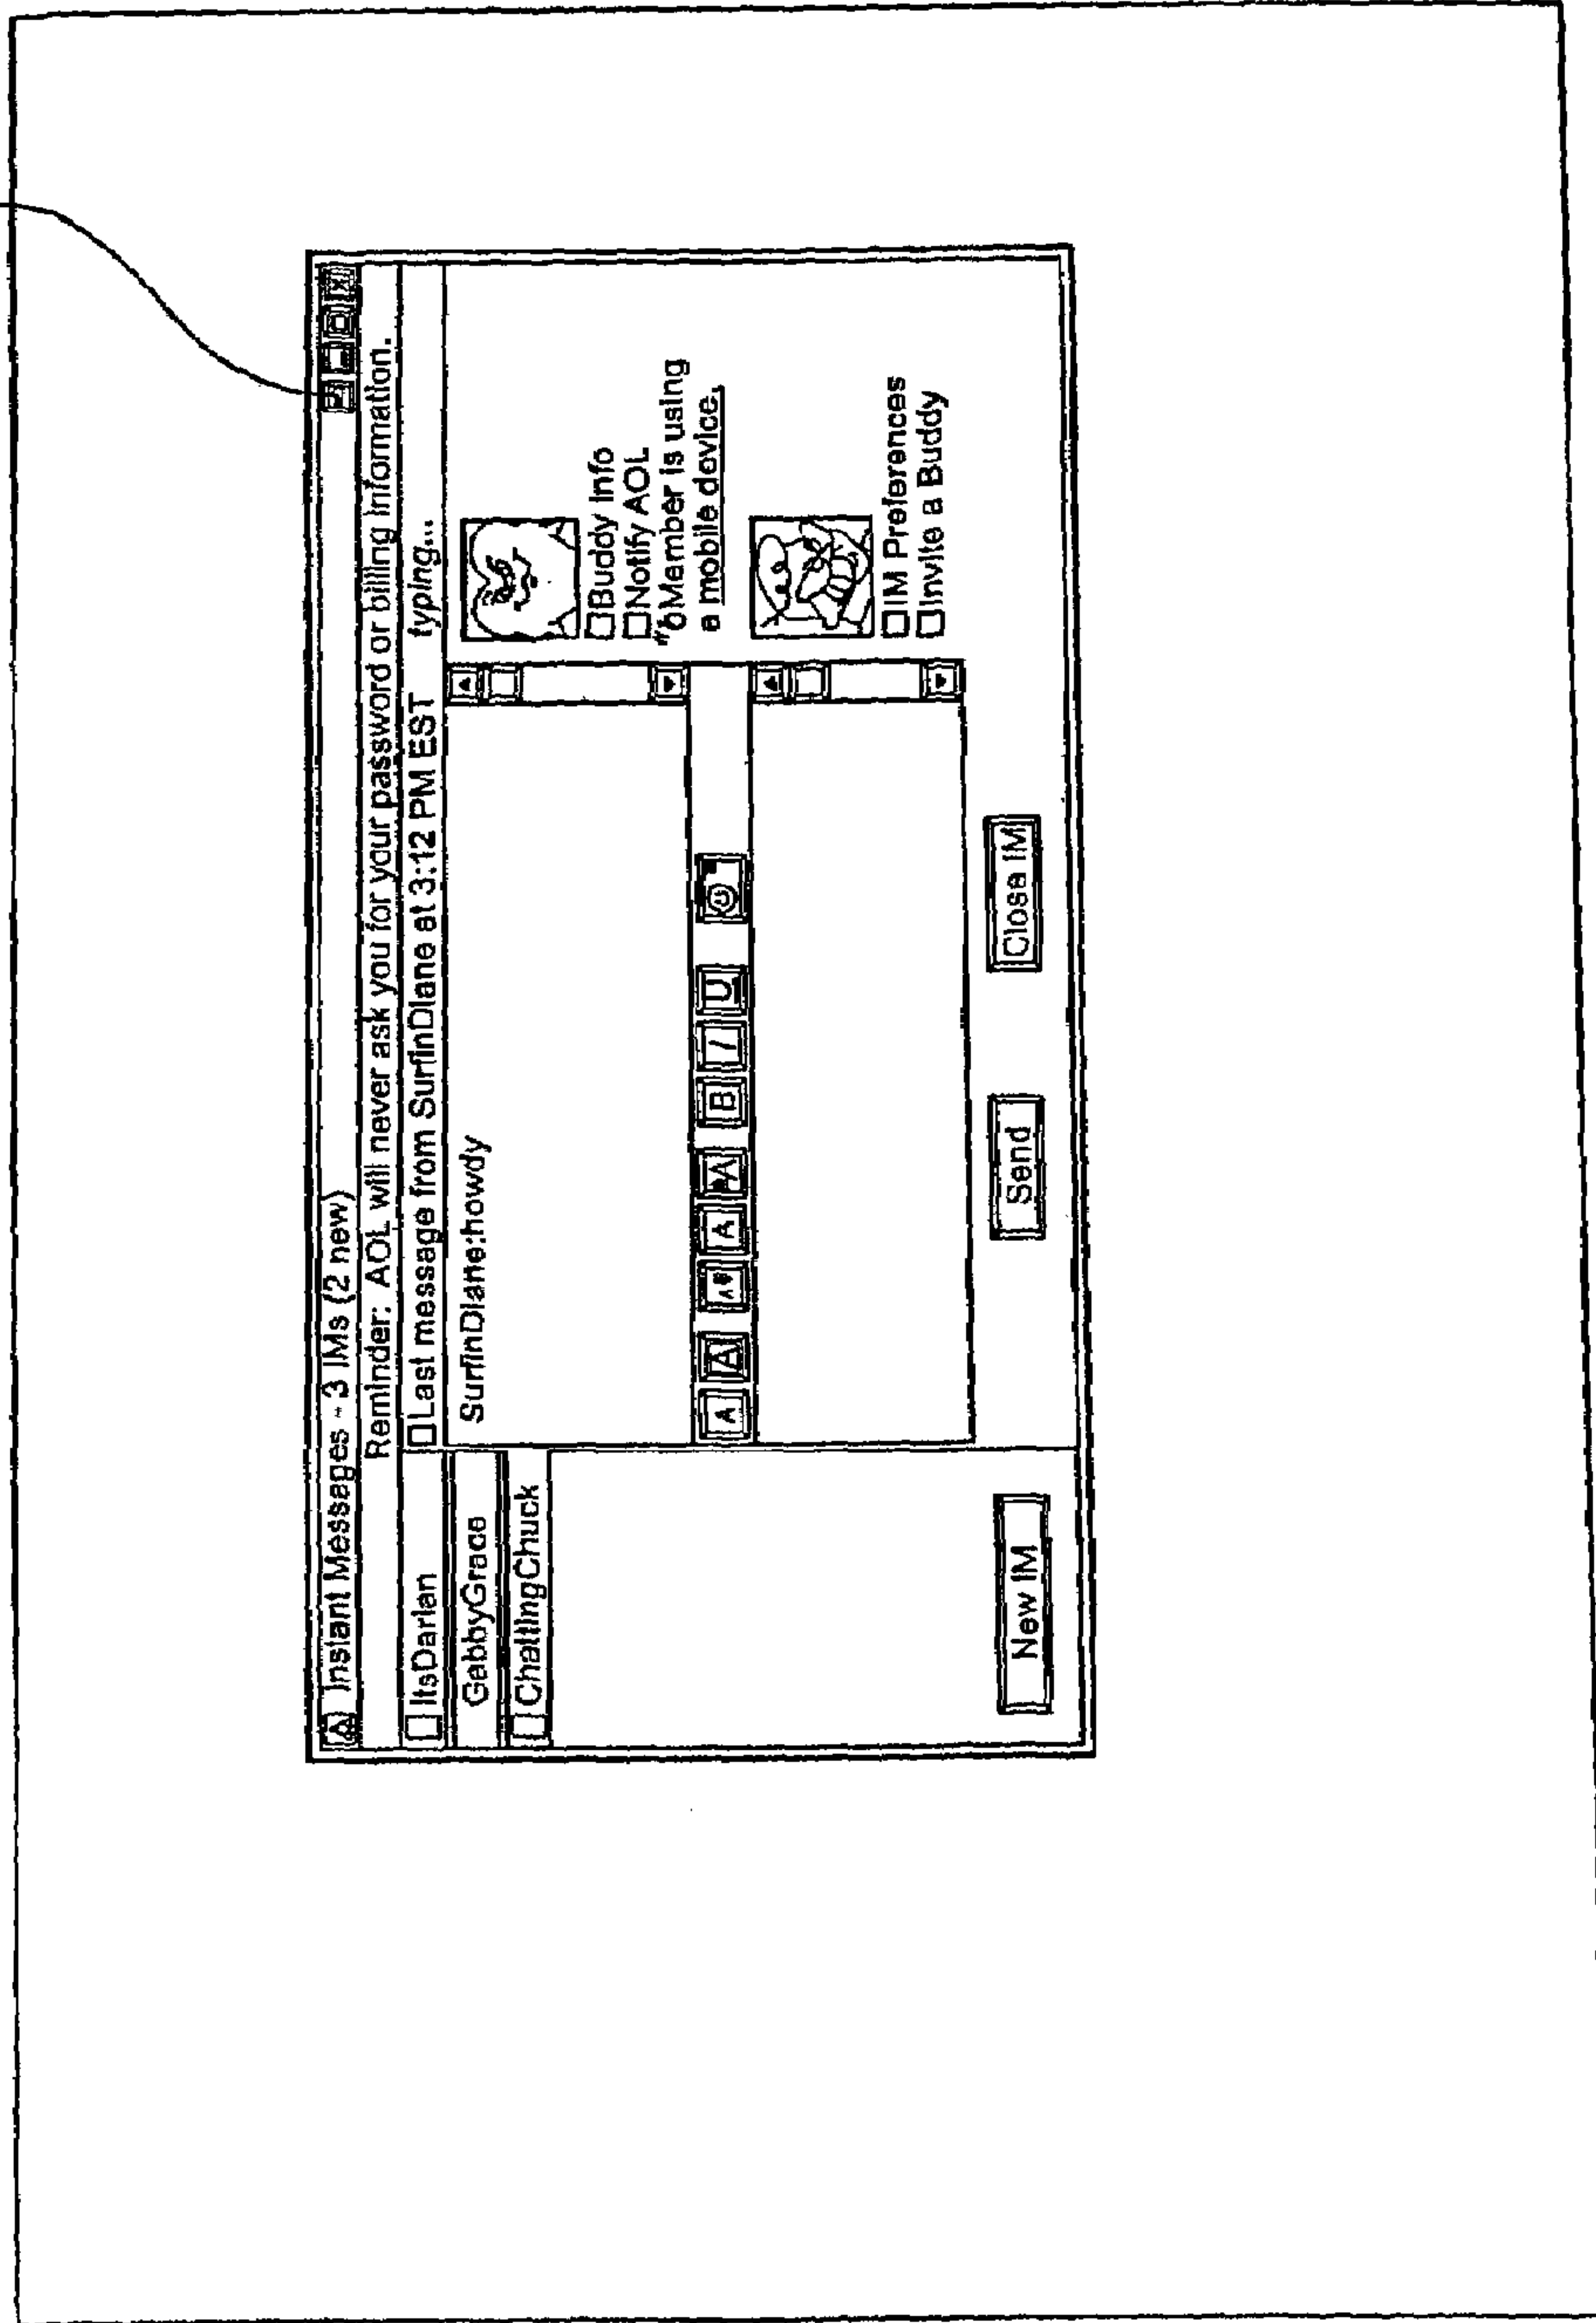 Instant Messages - 3 IMs (2 new)
Reminder: AOL will never ask you for your password or billing information.
ItsDarian
GabbyGrace
ChattingChuck
Last message from SurfinDiane at 3:12 PM EST typing...
SurfinDiane:howdy
Buddy Info
Notify AOL
Member is using
a mobile device.
A A A A A B I U
IM Preferences
Invite a Buddy
New IM
Send
Close IM